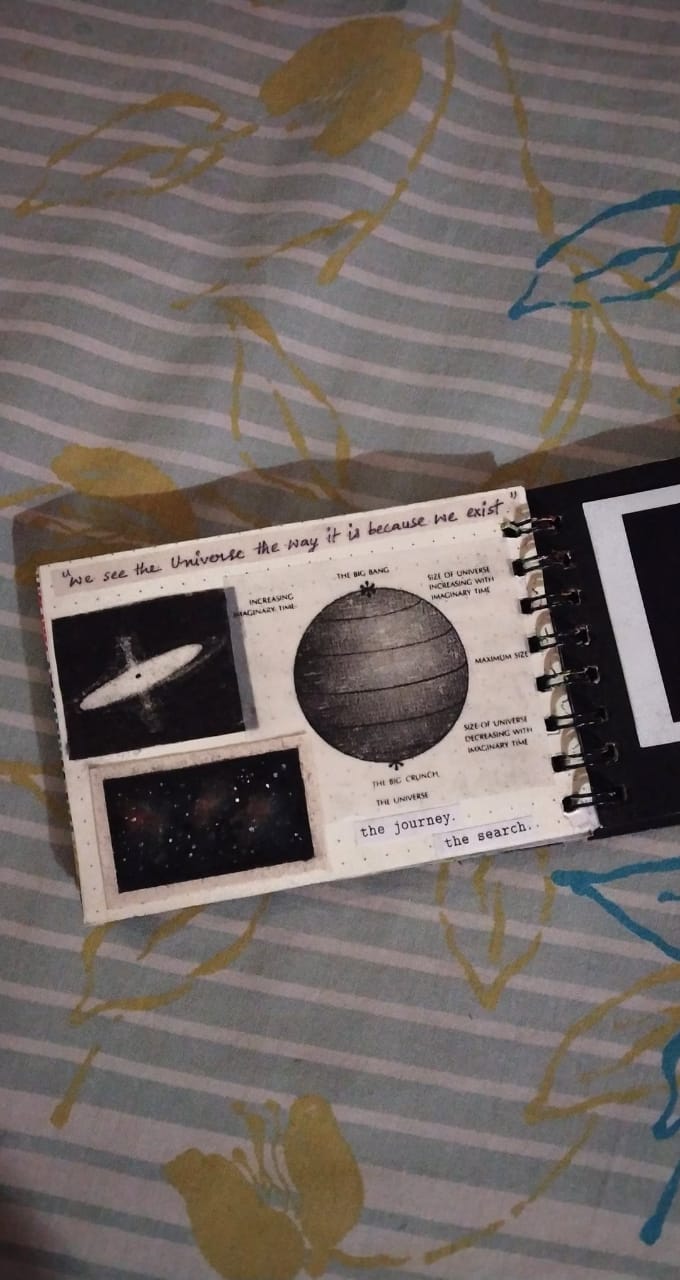 "We see the Universe the way it is because we exist"
INCREASING
IMAGINARY TIME
THE BIG BANG
SIZE OF UNIVERSE
INCREASING WITH
IMAGINARY TIME
MAXIMUM SIZE
SIZE OF UNIVERSE
DECREASING WITH
IMAGINARY TIME
THE BIG CRUNCH
THE UNIVERSE
the journey.
the search.